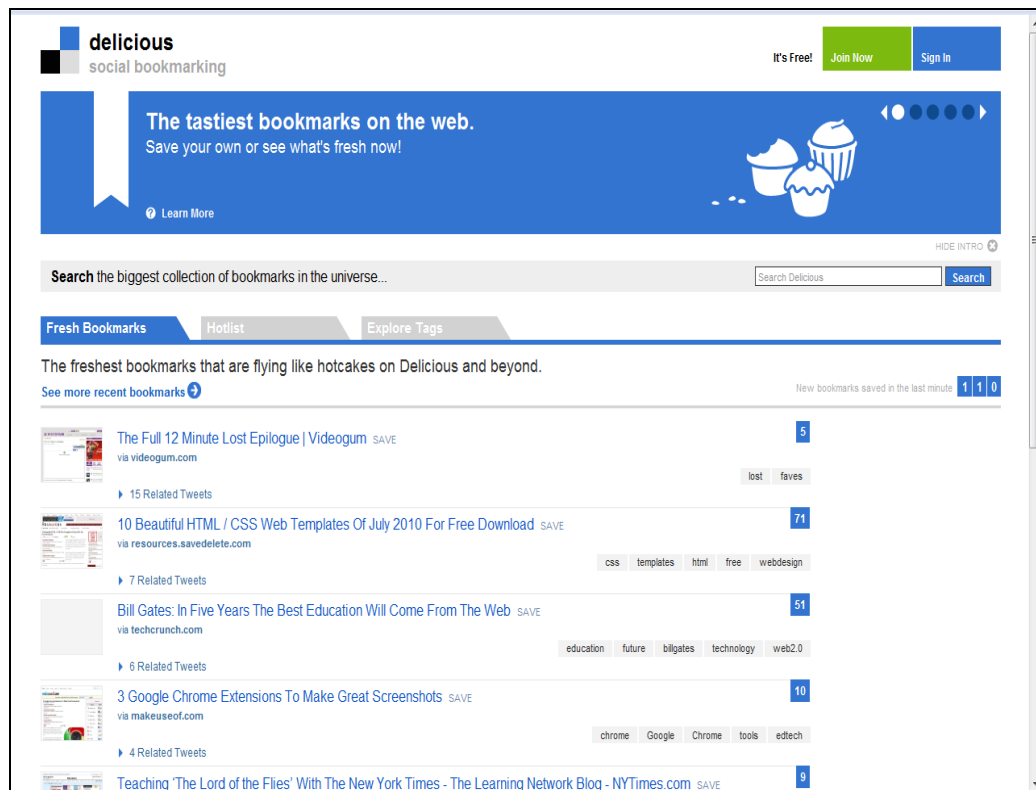 delicious
social bookmarking
It's Free!
Join Now
Sign In
The tastiest bookmarks on the web.
Save your own or see what's fresh now!
? Learn More
HIDE INTRO
Search the biggest collection of bookmarks in the universe...
Search Delicious
Search
Fresh Bookmarks
Hotlist
Explore Tags
The freshest bookmarks that are flying like hotcakes on Delicious and beyond.
See more recent bookmarks
New bookmarks saved in the last minute 1 1 0
The Full 12 Minute Lost Epilogue | Videogum SAVE
5
via videogum.com
lost faves
15 Related Tweets
10 Beautiful HTML / CSS Web Templates Of July 2010 For Free Download SAVE
71
via resources.savedelete.com
css templates html free webdesign
7 Related Tweets
Bill Gates: In Five Years The Best Education Will Come From The Web SAVE
51
via techcrunch.com
education future billgates technology web2.0
6 Related Tweets
3 Google Chrome Extensions To Make Great Screenshots SAVE
10
via makeuseof.com
chrome Google Chrome tools edtech
4 Related Tweets
Teaching 'The Lord of the Flies' With The New York Times - The Learning Network Blog - NYTimes.com SAVE
9